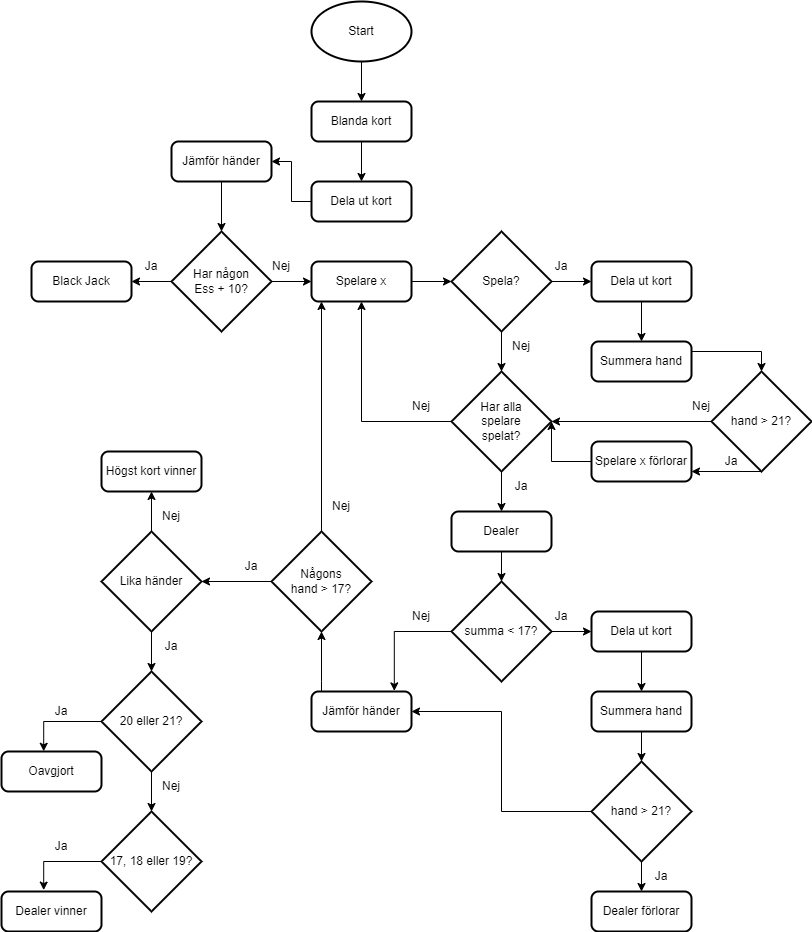 Start
Blanda kort
Jämför händer
Dela ut kort
Har någon
Ess + 10?
Ja
Black Jack
Nej
Spelare x
Spela?
Ja
Dela ut kort
Nej
Summera hand
Har alla
spelare
spelat?
Nej
Nej
hand > 21?
Ja
Spelare x förlorar
Ja
Dealer
Högst kort vinner
Nej
Lika händer
Ja
Någons
hand > 17?
Nej
summa < 17?
Nej
Ja
Dela ut kort
Jämför händer
Summera hand
Ja
20 eller 21?
Ja
Oavgjort
Nej
hand > 21?
17, 18 eller 19?
Ja
Dealer vinner
Ja
Dealer förlorar